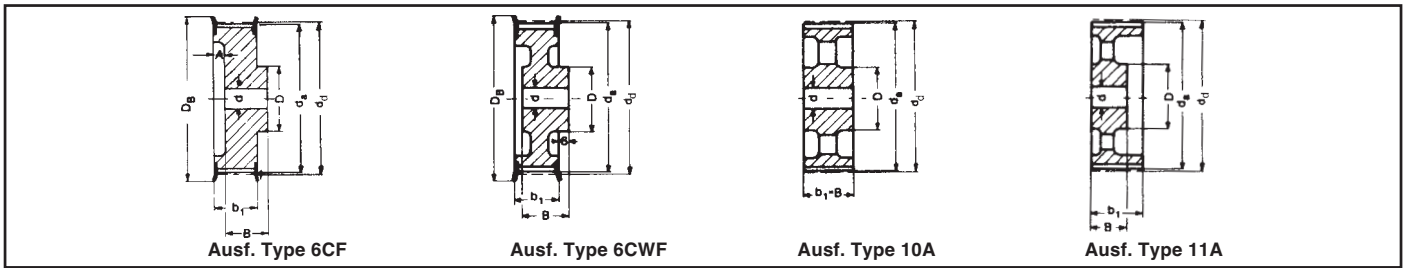 A
D_B
d
D
d_a
d_d
b_1
B
Ausf. Type 6CF
D_B
d
D
d_a
d_d
6
b_1
B
Ausf. Type 6CWF
d
D
d_a
d_d
b_1=B
Ausf. Type 10A
d
D
d_a
d_d
b_1
B
Ausf. Type 11A